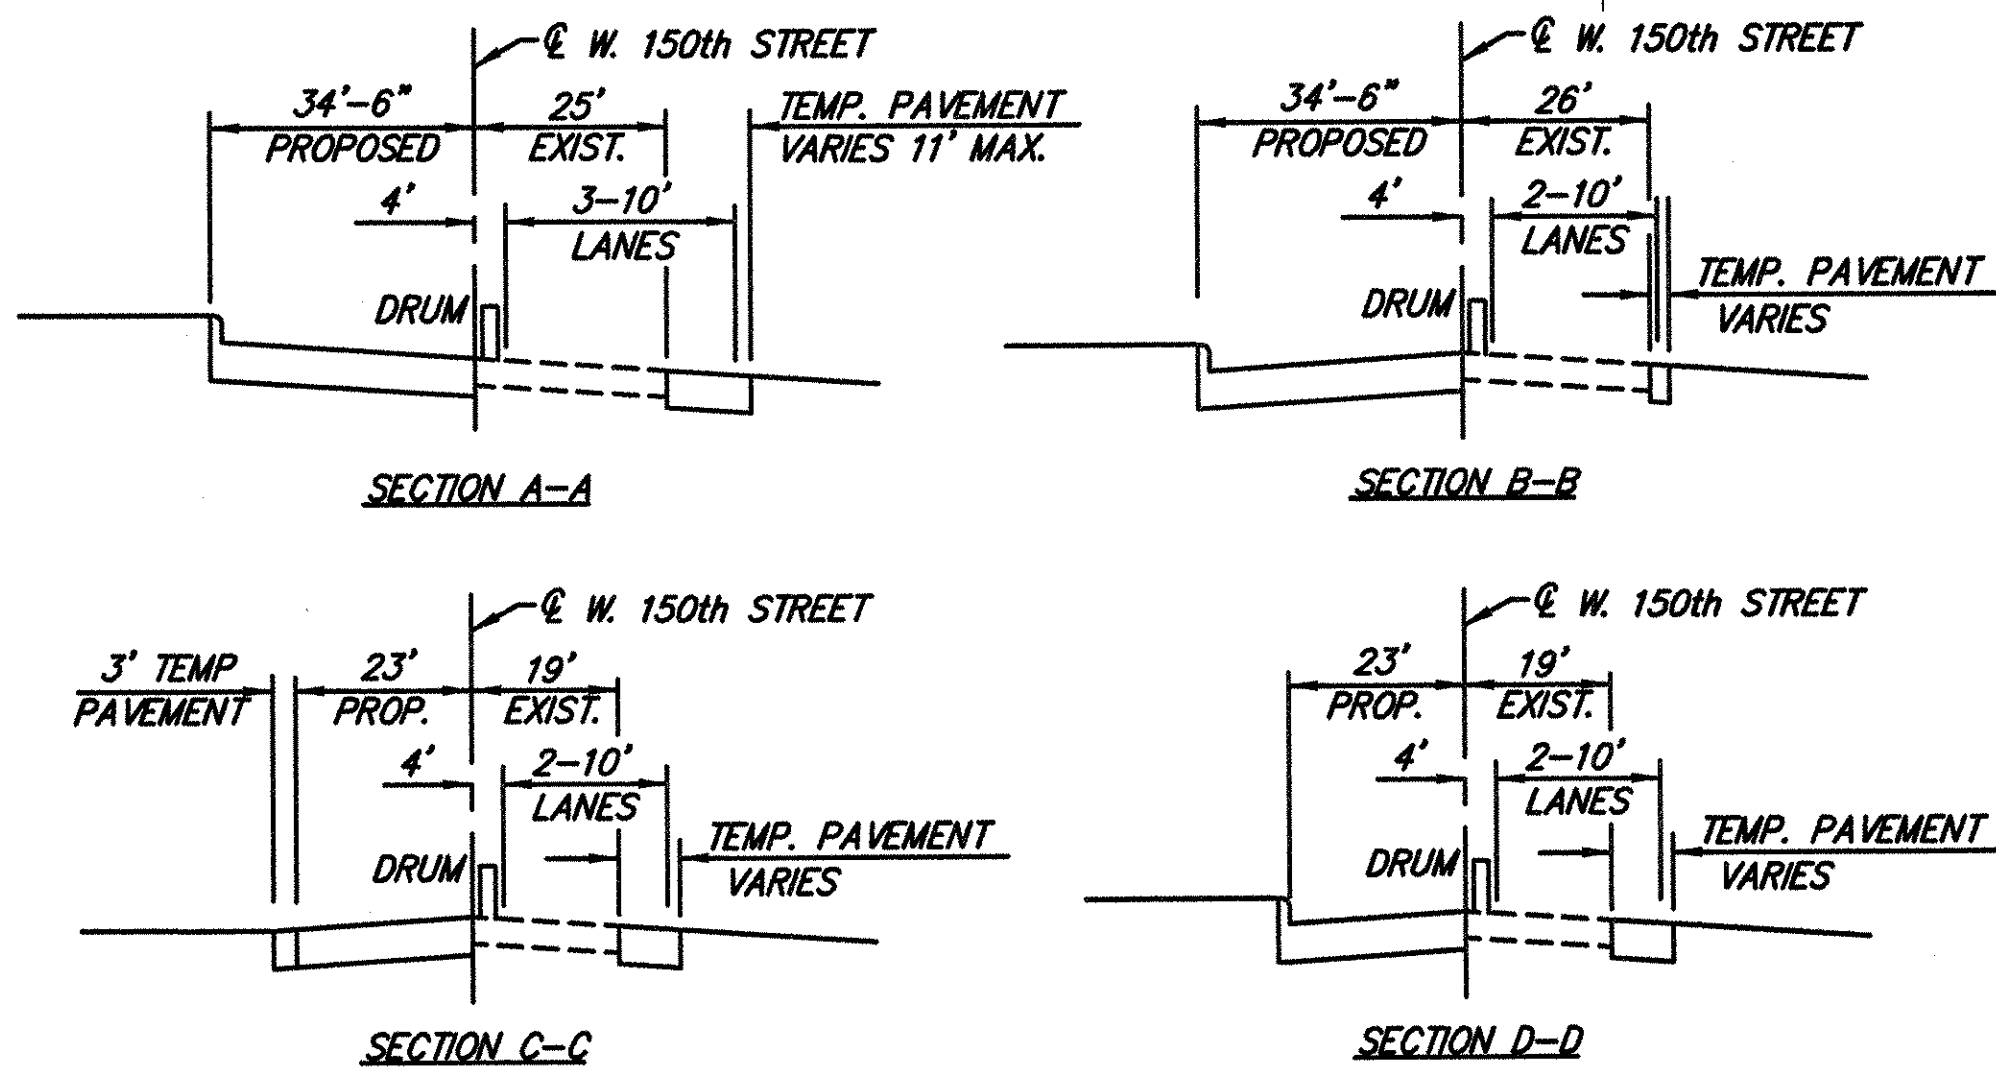 ℄ W. 150th STREET
34'-6" 25' TEMP. PAVEMENT
PROPOSED EXIST. VARIES 11' MAX.
4' 3-10'
LANES
DRUM
SECTION A-A
℄ W. 150th STREET
34'-6" 26'
PROPOSED EXIST.
4' 2-10'
LANES
TEMP. PAVEMENT
DRUM VARIES
SECTION B-B
℄ W. 150th STREET
3' TEMP 23' 19'
PAVEMENT PROP. EXIST.
4' 2-10'
LANES
TEMP. PAVEMENT
DRUM VARIES
SECTION C-C
℄ W. 150th STREET
23' 19'
PROP. EXIST.
4' 2-10'
LANES
TEMP. PAVEMENT
DRUM VARIES
SECTION D-D